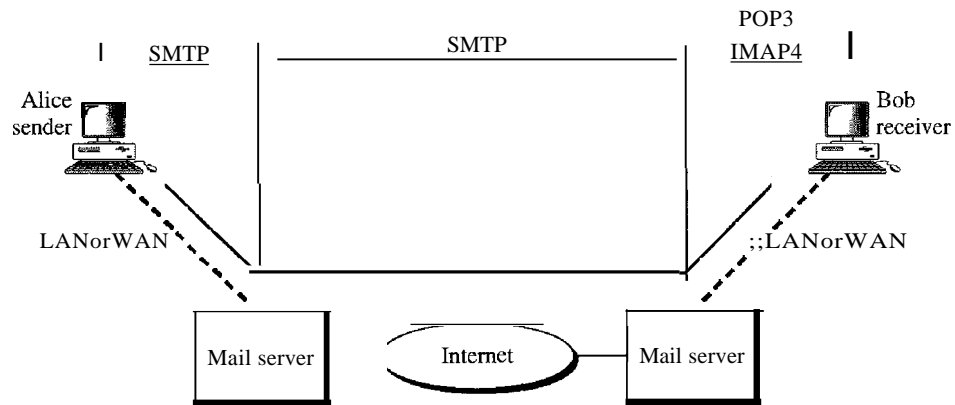 POP3
SMTP
SMTP
IMAP4
Alice
sender
Bob
receiver
LANorWAN
;;LANorWAN
Mail server
Internet
Mail server